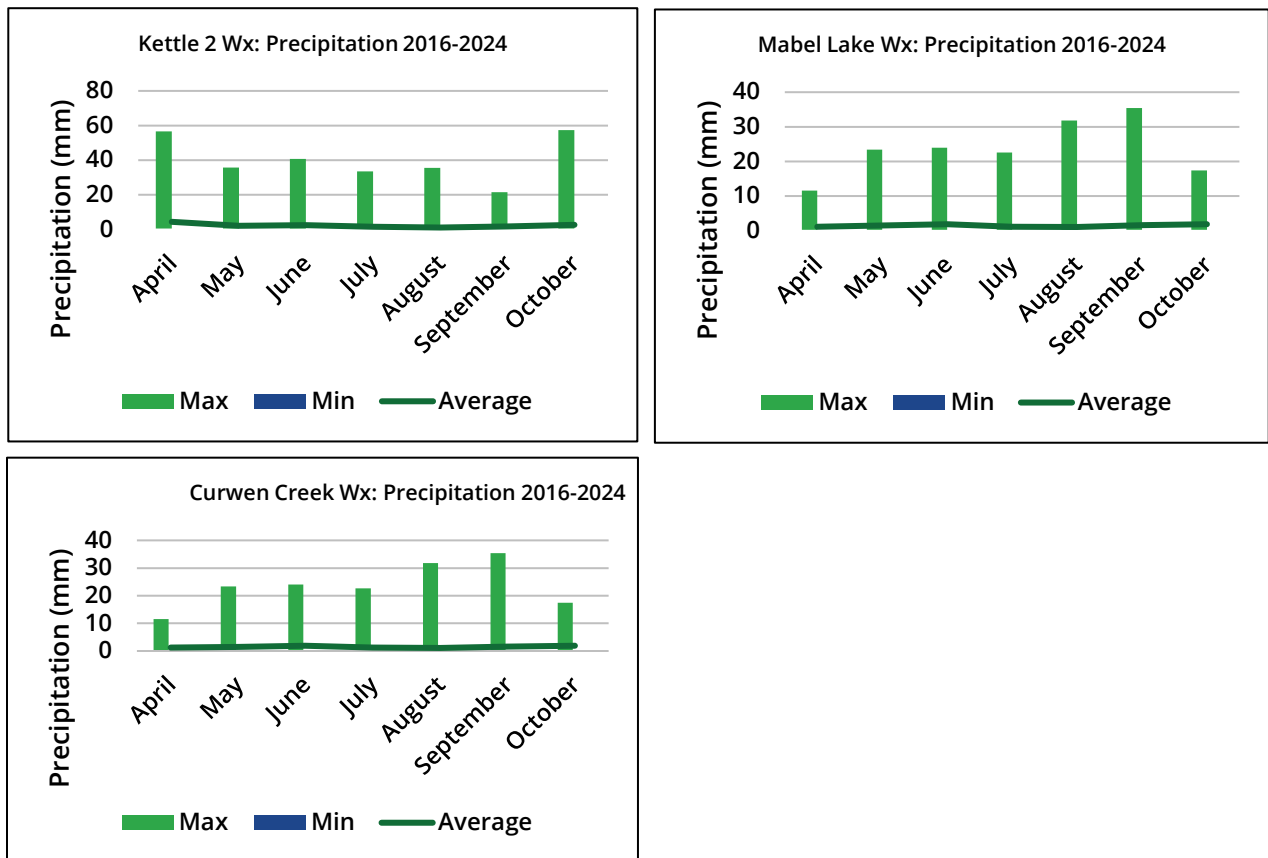 Kettle 2 Wx: Precipitation 2016-2024
Precipitation (mm)
80
60
40
20
0
April
May
June
July
August
September
October
Max
Min
Average
Mabel Lake Wx: Precipitation 2016-2024
Precipitation (mm)
40
30
20
10
0
April
May
June
July
August
September
October
Max
Min
Average
Curwen Creek Wx: Precipitation 2016-2024
Precipitation (mm)
40
30
20
10
0
April
May
June
July
August
September
October
Max
Min
Average